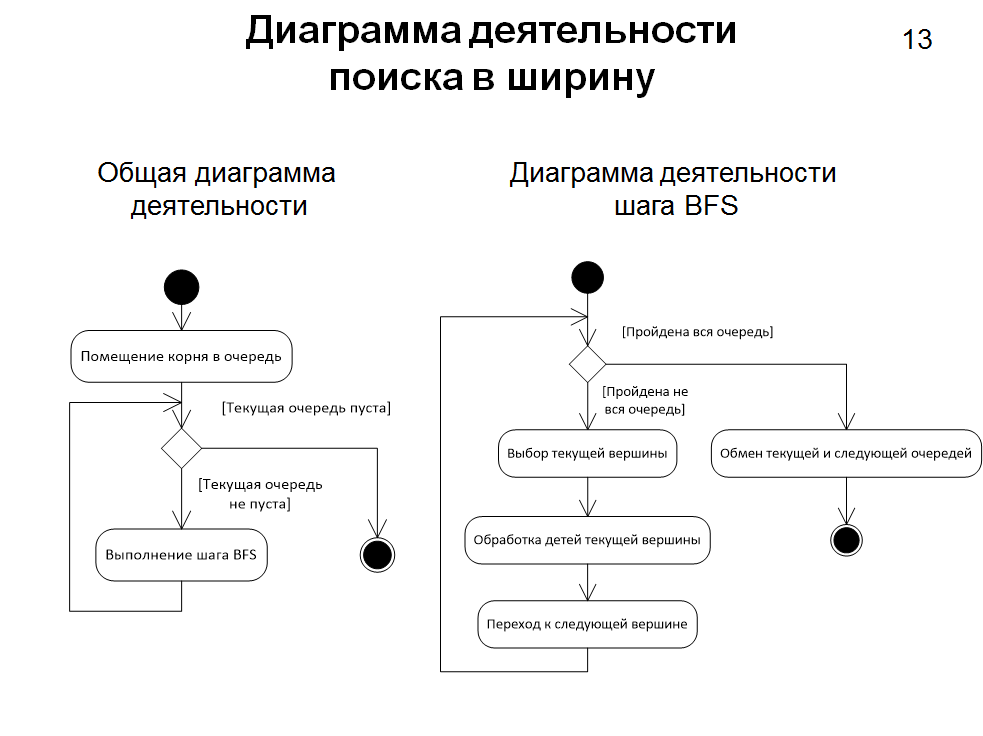 Диаграмма деятельности
поиска в ширину
13
Общая диаграмма
деятельности
Помещение корня в очередь
[Текущая очередь пуста]
[Текущая очередь
не пуста]
Выполнение шага BFS
Диаграмма деятельности
шага BFS
[Пройдена вся очередь]
[Пройдена не
вся очередь]
Выбор текущей вершины
Обмен текущей и следующей очередей
Обработка детей текущей вершины
Переход к следующей вершине